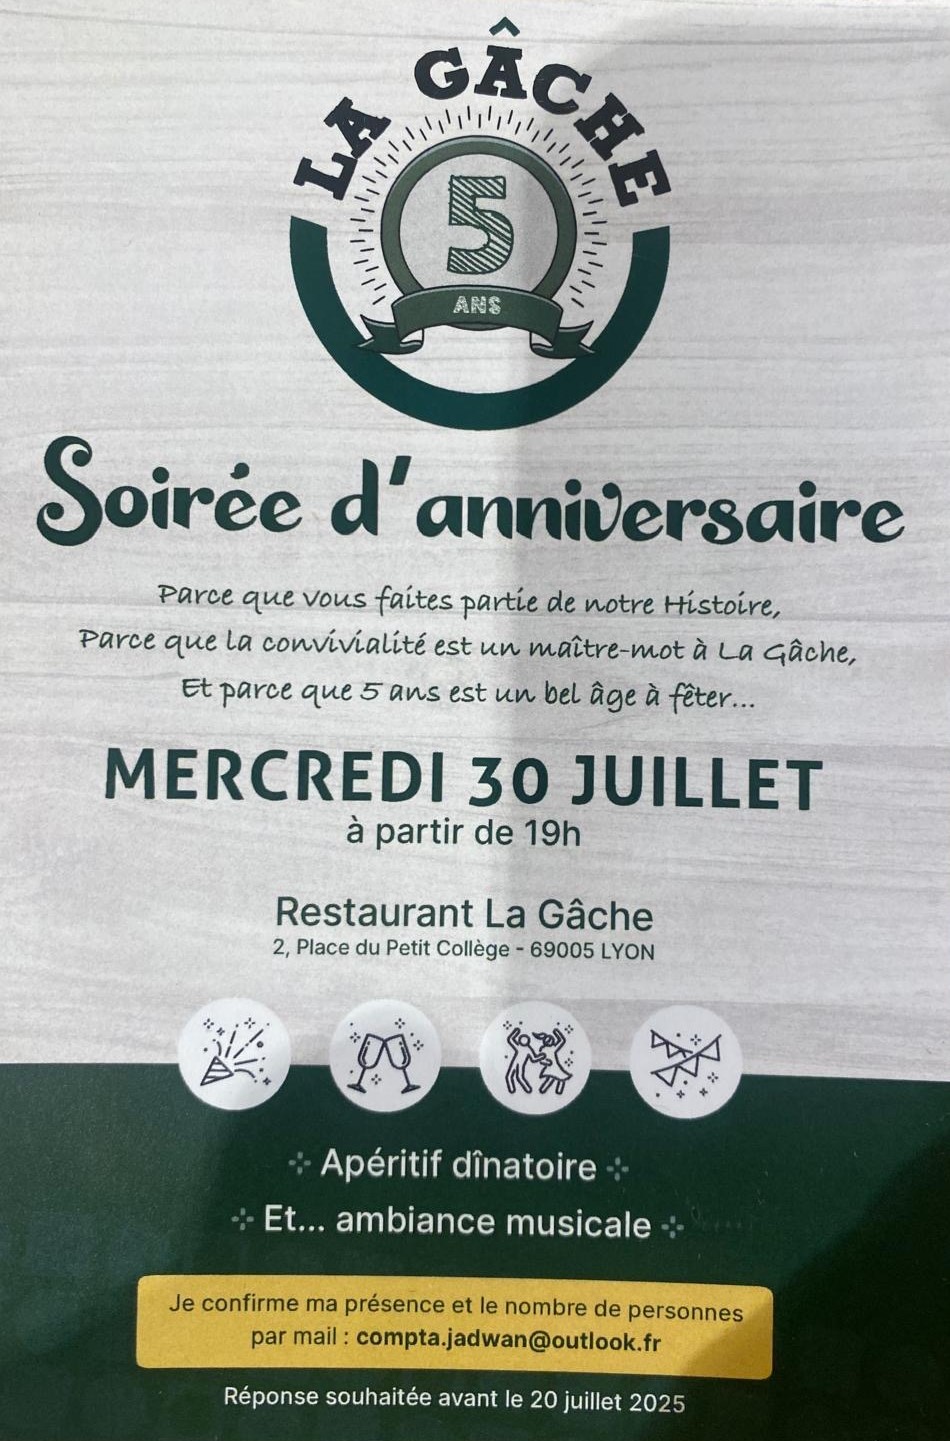 LA GÂCHE
5
ANS
Soirée d'anniversaire
Parce que vous faites partie de notre Histoire,
Parce que la convivialité est un maître-mot à La Gâche,
Et parce que 5 ans est un bel âge à fêter...
MERCREDI 30 JUILLET
à partir de 19h
Restaurant La Gâche
2, Place du Petit Collège - 69005 LYON
Apéritif dînatoire
Et... ambiance musicale
Je confirme ma présence et le nombre de personnes
par mail : compta.jadwan@outlook.fr
Réponse souhaitée avant le 20 juillet 2025